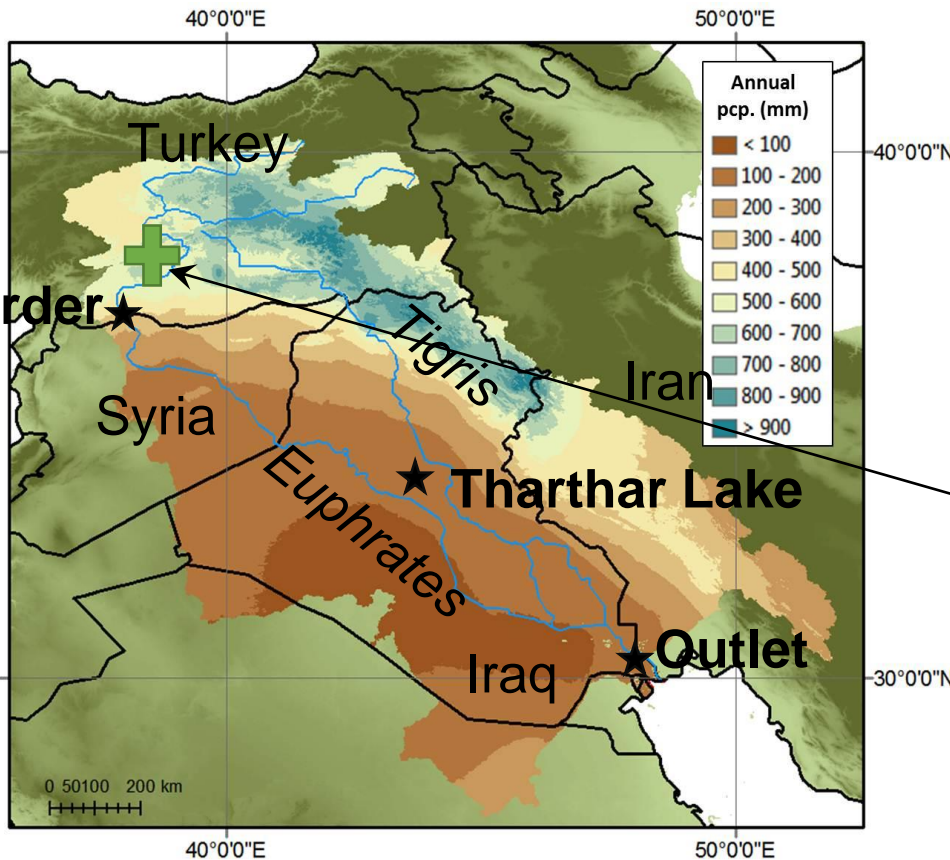 40°0'0"E
50°0'0"E
Annual
pcp. (mm)
< 100
100 - 200
200 - 300
300 - 400
400 - 500
500 - 600
600 - 700
700 - 800
800 - 900
> 900
Turkey
40°0'0"N
rder
Tigris
Iran
Syria
Euphrates
Tharthar Lake
Iraq
Outlet
30°0'0"N
0 50100 200 km
40°0'0"E
50°0'0"E